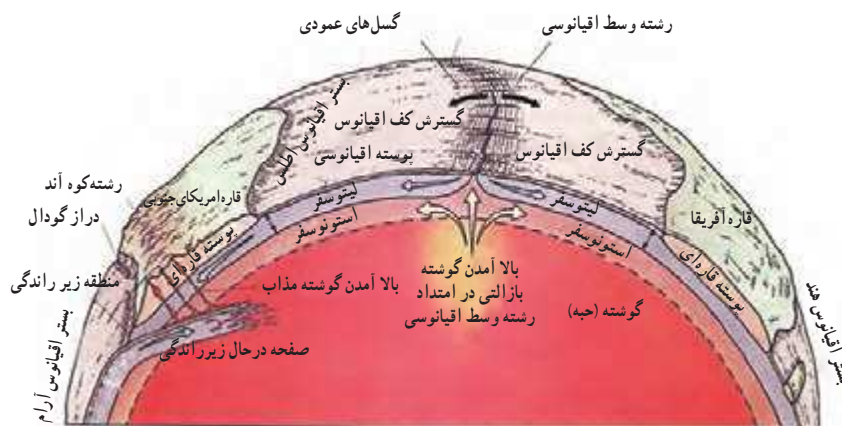 گسل‌های عمودی
رشته وسط اقیانوسی
بستر اقیانوس اطلس
گسترش کف اقیانوس
پوسته اقیانوسی
گسترش کف اقیانوس
رشته‌کوه آند
دراز گودال
قاره امریکای جنوبی
قاره آفریقا
لیتوسفر
لیتوسفر
استونوسفر
استونوسفر
پوسته قاره‌ای
پوسته قاره‌ای
منطقه زیر راندگی
بالا آمدن گوشته مذاب
بالا آمدن گوشته
بازالتی در امتداد
رشته وسط اقیانوسی
گوشته (جبه)
صفحه درحال زیرراندگی
بستر اقیانوس آرام
بستر اقیانوس هند